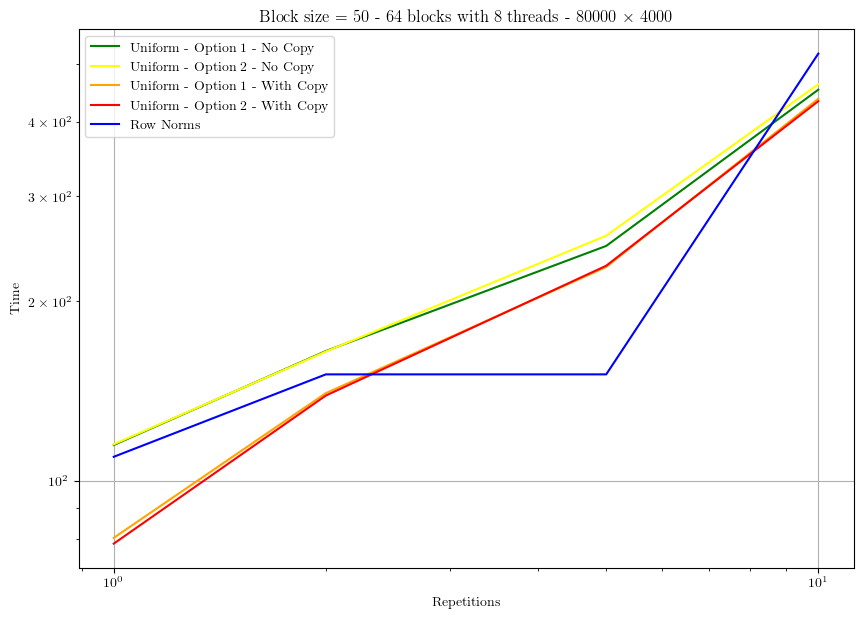 Block size = 50 - 64 blocks with 8 threads - 80000 × 4000
Uniform - Option 1 - No Copy
Uniform - Option 2 - No Copy
Uniform - Option 1 - With Copy
Uniform - Option 2 - With Copy
Row Norms
4 × 10²
3 × 10²
2 × 10²
10²
Time
10⁰
10¹
Repetitions